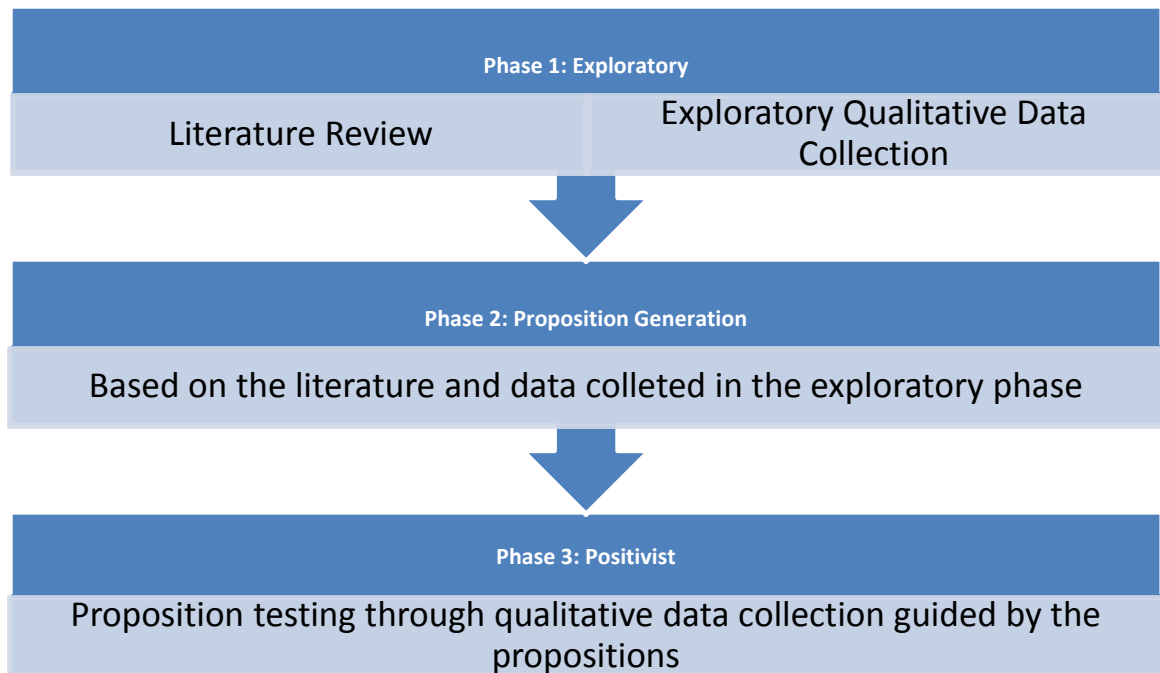 Phase 1: Exploratory
Literature Review
Exploratory Qualitative Data
Collection
Phase 2: Proposition Generation
Based on the literature and data colleted in the exploratory phase
Phase 3: Positivist
Proposition testing through qualitative data collection guided by the
propositions